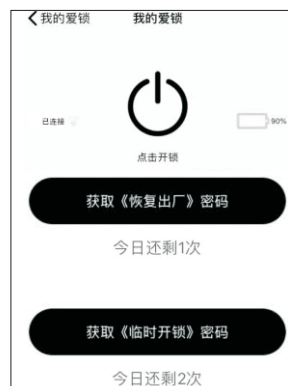 我的爱锁 我的爱锁
已连接 90%
点击开锁
获取《恢复出厂》密码
今日还剩1次
获取《临时开锁》密码
今日还剩2次